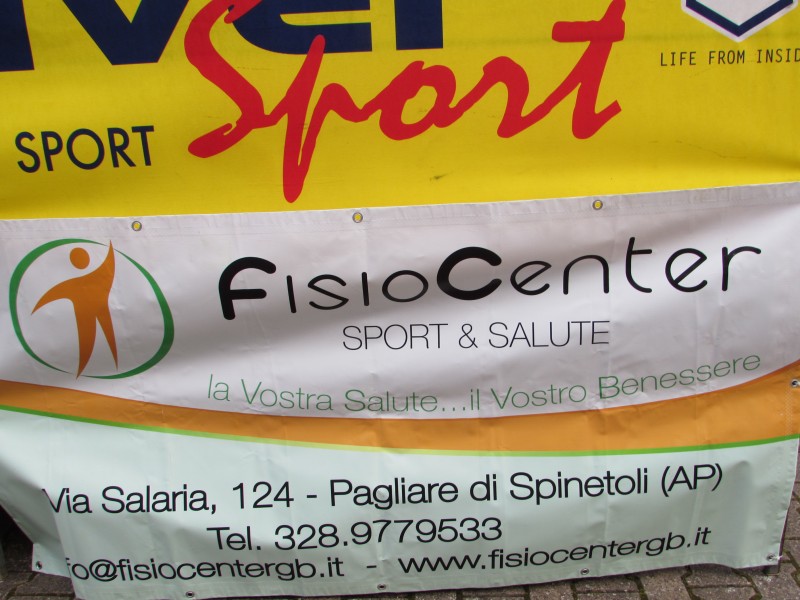 Sport
LIFE FROM INSID
SPORT
FisioCenter
SPORT & SALUTE
la Vostra Salute...il Vostro Benessere
Via Salaria, 124 - Pagliare di Spinetoli (AP)
Tel. 328.9779533
fo@fisiocentergb.it - www.fisiocentergb.it